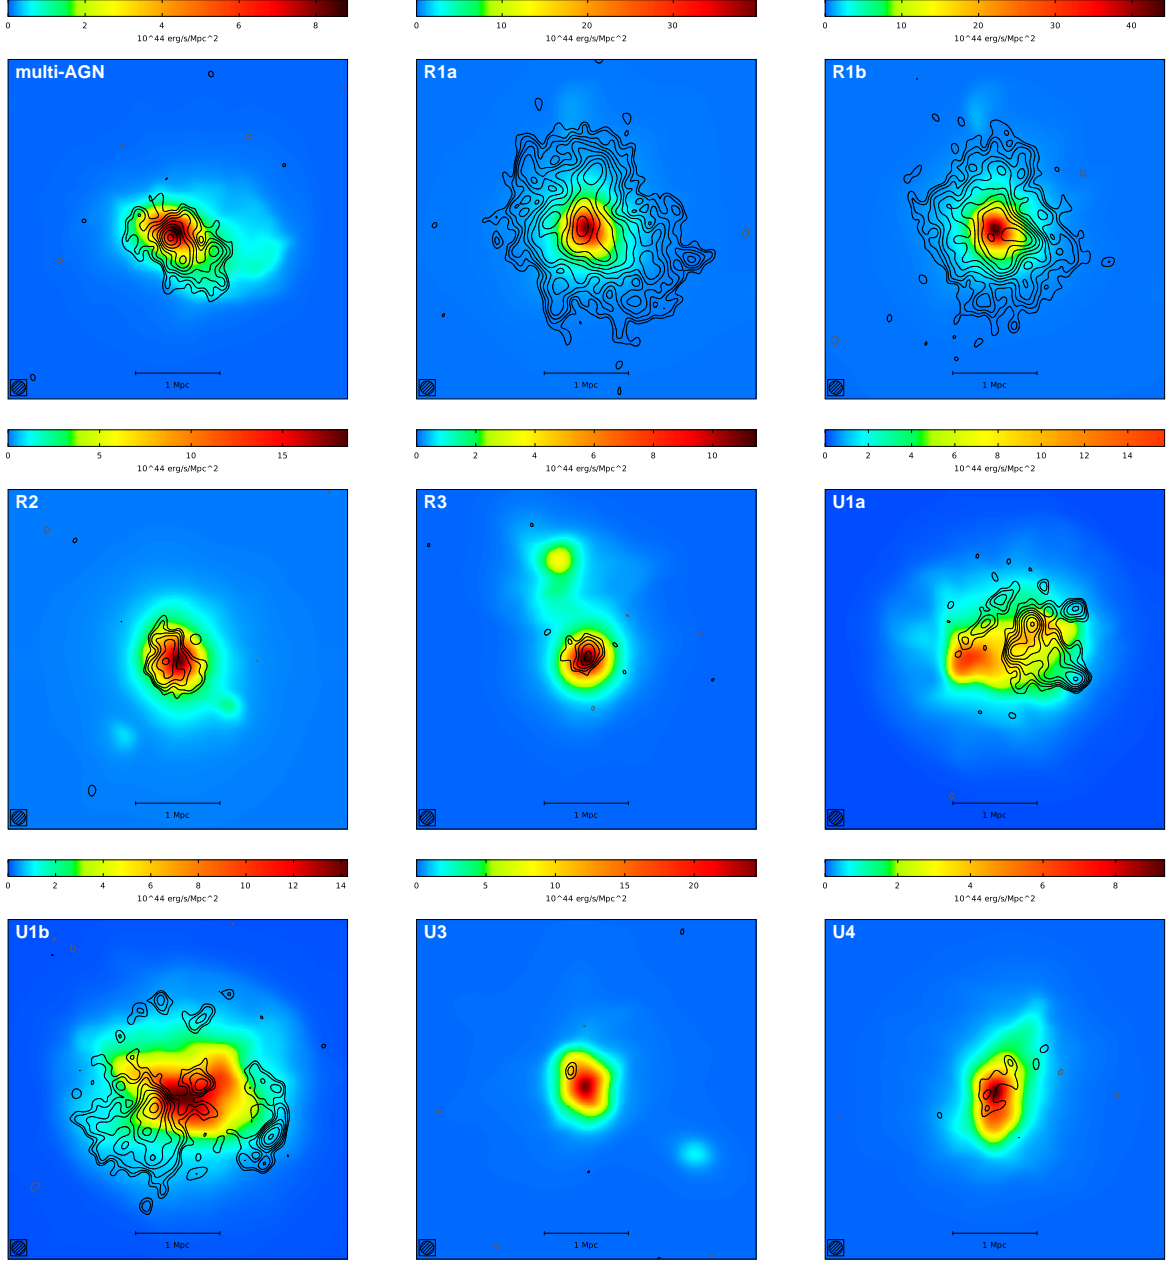 0 2 4 6 8
10^44 erg/s/Mpc^2
0 10 20 30
10^44 erg/s/Mpc^2
0 10 20 30 40
10^44 erg/s/Mpc^2
multi-AGN
1 Mpc
R1a
1 Mpc
R1b
1 Mpc
0 5 10 15
10^44 erg/s/Mpc^2
0 2 4 6 8 10
10^44 erg/s/Mpc^2
0 2 4 6 8 10 12 14
10^44 erg/s/Mpc^2
R2
1 Mpc
R3
1 Mpc
U1a
1 Mpc
0 2 4 6 8 10 12 14
10^44 erg/s/Mpc^2
0 5 10 15 20
10^44 erg/s/Mpc^2
0 2 4 6 8
10^44 erg/s/Mpc^2
U1b
1 Mpc
U3
1 Mpc
U4
1 Mpc